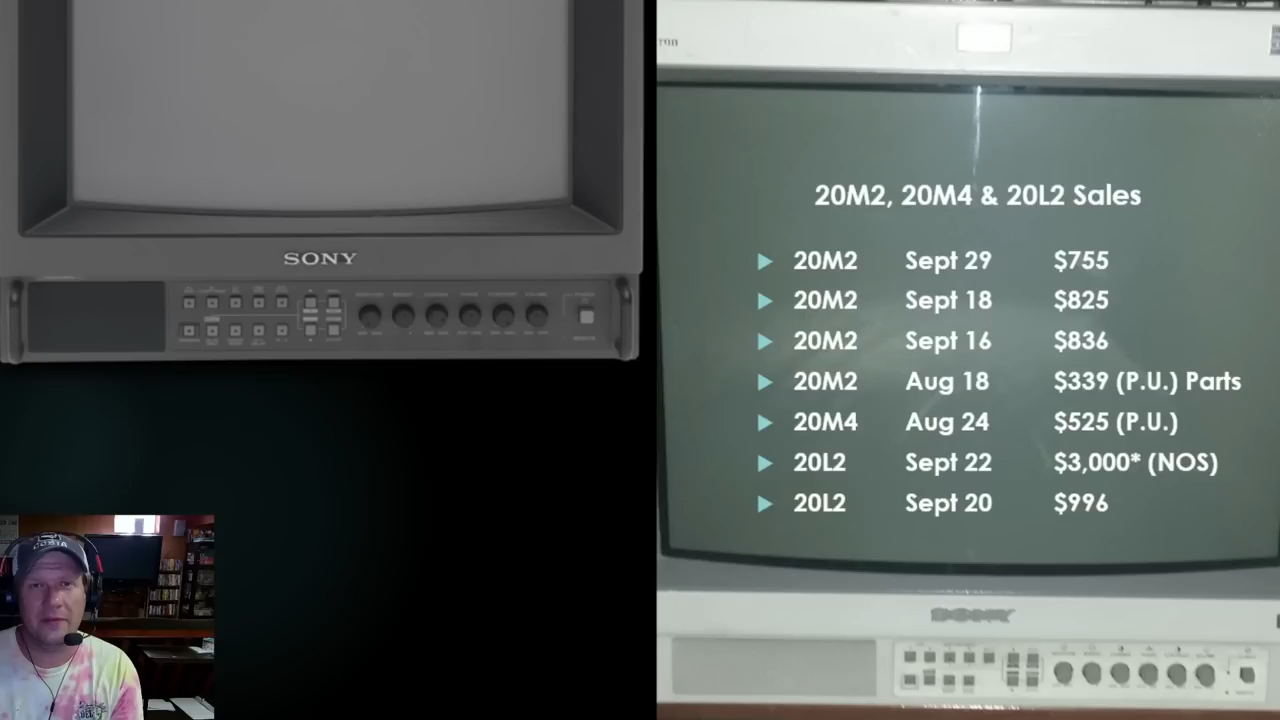 SONY
20M2, 20M4 & 20L2 Sales
20M2 Sept 29 $755
20M2 Sept 18 $825
20M2 Sept 16 $836
20M2 Aug 18 $339 (P.U.) Parts
20M4 Aug 24 $525 (P.U.)
20L2 Sept 22 $3,000* (NOS)
20L2 Sept 20 $996
SONY